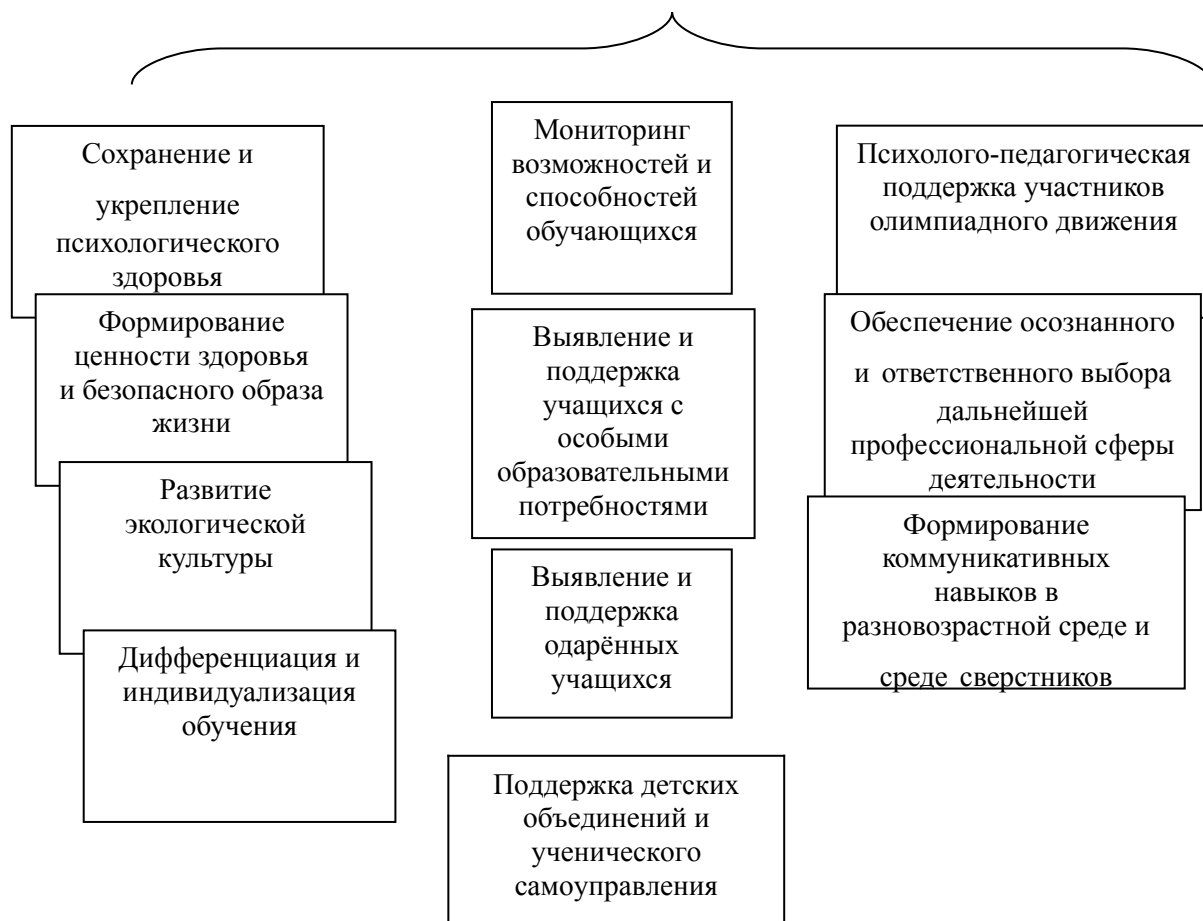 Сохранение и
укрепление
психологического
здоровья
Формирование
ценности здоровья
и безопасного образа
жизни
Развитие
экологической
культуры
Дифференциация и
индивидуализация
обучения
Мониторинг
возможностей и
способностей
обучающихся
Выявление и
поддержка
учащихся с
особыми
образовательными
потребностями
Выявление и
поддержка
одарённых
учащихся
Поддержка детских
объединений и
ученического
самоуправления
Психолого-педагогическая
поддержка участников
олимпиадного движения
Обеспечение осознанного
и ответственного выбора
дальнейшей
профессиональной сферы
деятельности
Формирование
коммуникативных
навыков в
разновозрастной среде и
среде сверстников